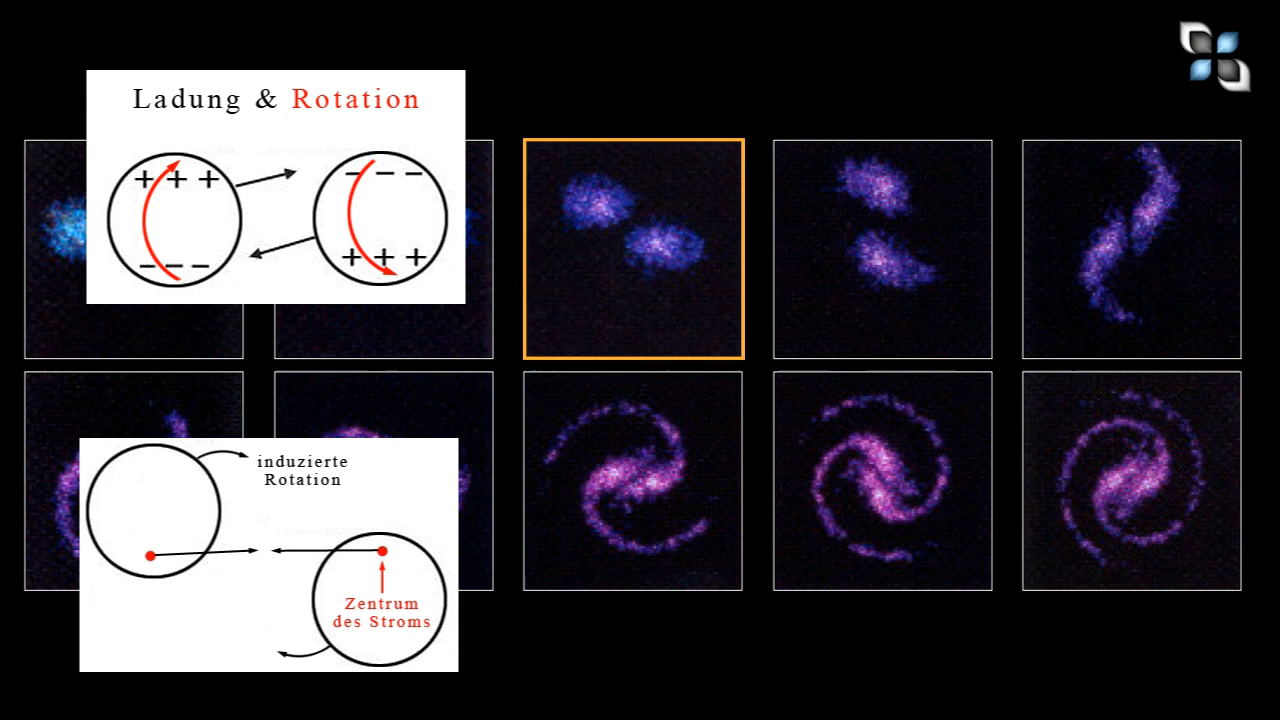 Ladung & Rotation
+ + +
− − −
− − −
+ + +
induzierte
Rotation
Zentrum
des Stroms